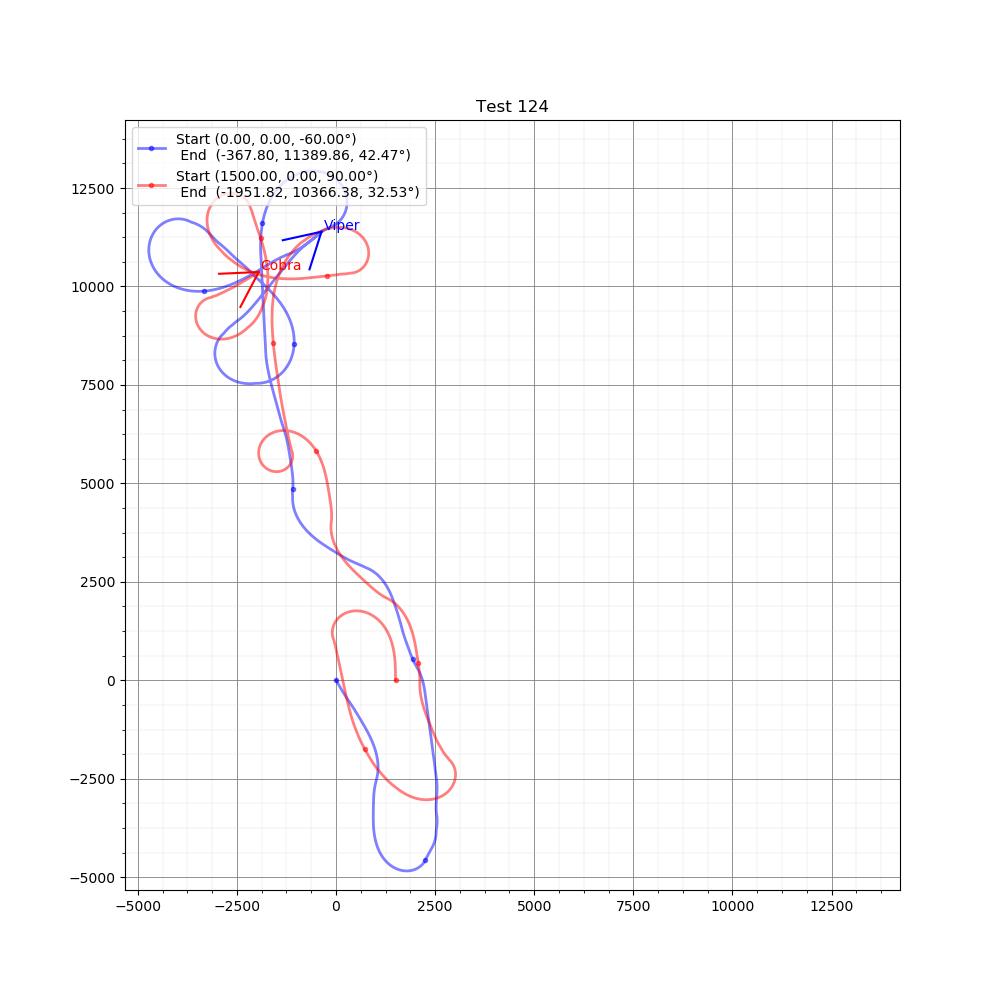 Test 124
Start (0.00, 0.00, -60.00°)
End (-367.80, 11389.86, 42.47°)
Start (1500.00, 0.00, 90.00°)
End (-1951.82, 10366.38, 32.53°)
Viper
Cobra
12500
10000
7500
5000
2500
0
−2500
−5000
−5000 −2500 0 2500 5000 7500 10000 12500